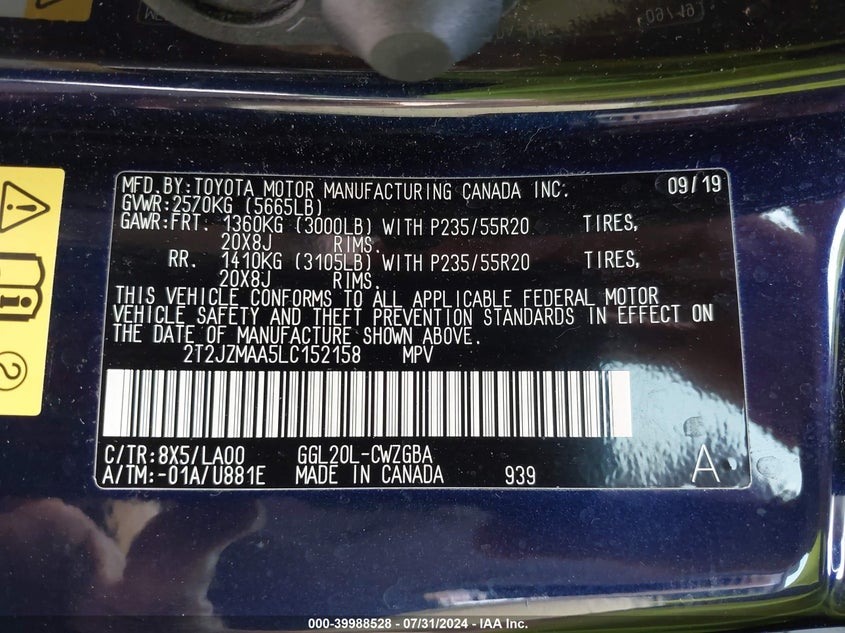 MFD.BY:TOYOTA MOTOR MANUFACTURING CANADA INC. 09/19
GVWR:2570KG (5665LB)
GAWR:FRT. 1360KG (3000LB) WITH P235/55R20 TIRES,
20X8J RIMS.
RR. 1410KG (3105LB) WITH P235/55R20 TIRES,
20X8J RIMS.
THIS VEHICLE CONFORMS TO ALL APPLICABLE FEDERAL MOTOR
VEHICLE SAFETY AND THEFT PREVENTION STANDARDS IN EFFECT ON
THE DATE OF MANUFACTURE SHOWN ABOVE.
2T2JZMAA5LC152158 MPV
C/TR:8X5/LA00 GGL20L-CWZGBA
A/TM:-01A/U881E MADE IN CANADA 939 A
000-39988528 - 07/31/2024 - IAA Inc.